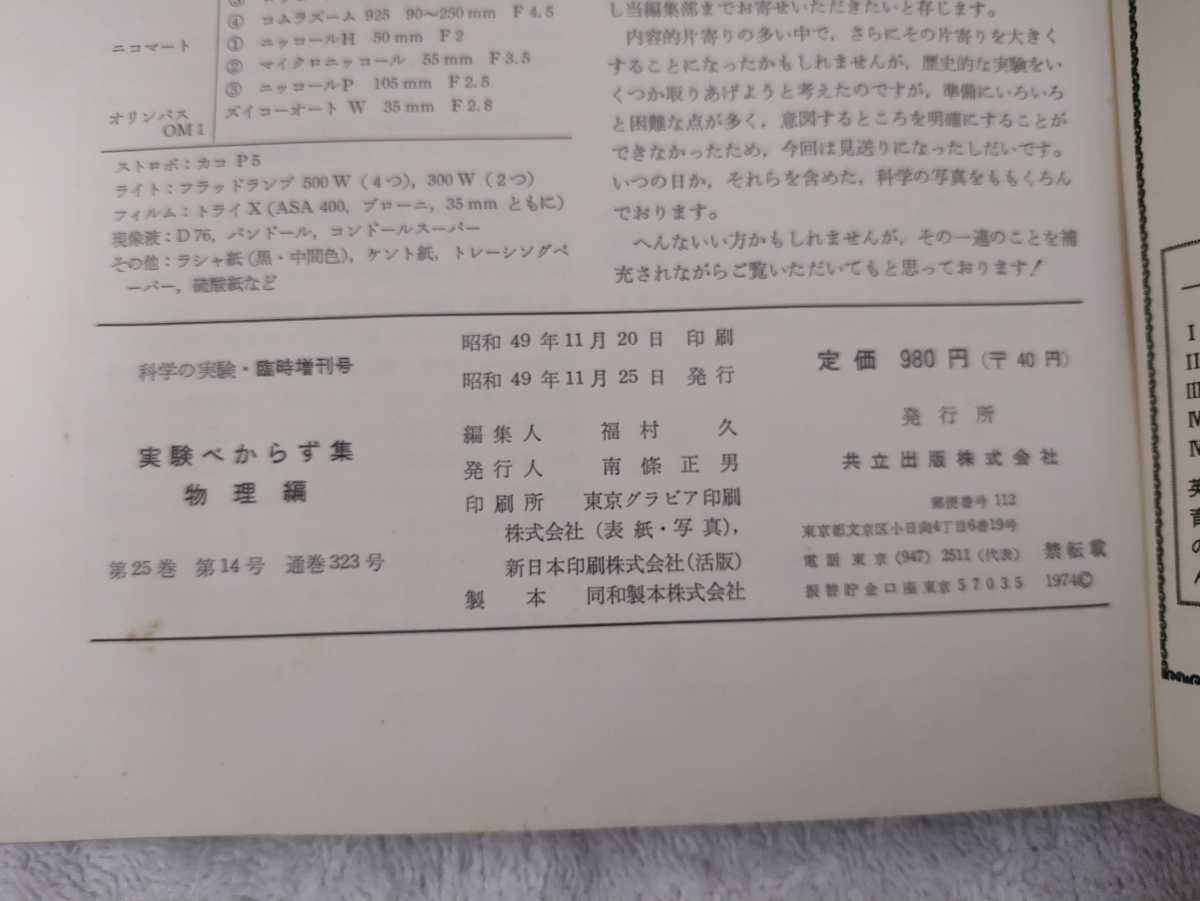 ④ コムラズーム 925 90～250 mm F 4.5
ニコマート
① ニッコールH 50 mm F 2
② マイクロニッコール 55 mm F 3.5
③ ニッコールP 105 mm F 2.5
オリンパス
OM1
ズイコーオート W 35 mm F 2.8
ストロボ：カコ P5
ライト：フラッドランプ 500 W (4つ), 300 W (2つ)
フィルム：トライX (ASA 400, ブローニ, 35 mm ともに)
現像液：D 76, パンドール, コンドールスーパー
その他：ラシャ紙 (黒・中間色), ケント紙, トレーシングペ
ーパー, 硫酸紙など
し当編集部までお寄せいただきたいと存じます。
内容的片寄りの多い中で，さらにその片寄りを大きく
することになったかもしれませんが，歴史的な実験をい
くつか取りあげようと考えたのですが，準備にいろいろ
と困難な点が多く，意図するところを明確にすることが
できなかったため，今回は見送りになったしだいです。
いつの日か，それらを含めた，科学の写真をももくろん
でおります。
へんないい方かもしれませんが，その一連のことを補
充されながらご覧いただいてもと思っております！
科学の実験・臨時増刊号
実験べからず集
物理編
第25巻 第14号 通巻323号
昭和 49 年 11 月 20 日 印刷
昭和 49 年 11 月 25 日 発行
編集人 福村 久
発行人 南條正男
印刷所 東京グラビア印刷
株式会社 (表紙・写真),
新日本印刷株式会社 (活版)
製本 同和製本株式会社
定価 980 円 (〒 40 円)
発行所
共立出版株式会社
郵便番号 112
東京都文京区小日向4丁目6番19号
電話 東京 (947) 2511 (代表)
振替貯金口座東京 57035
禁転載
1974©
I
II
III
IV
の